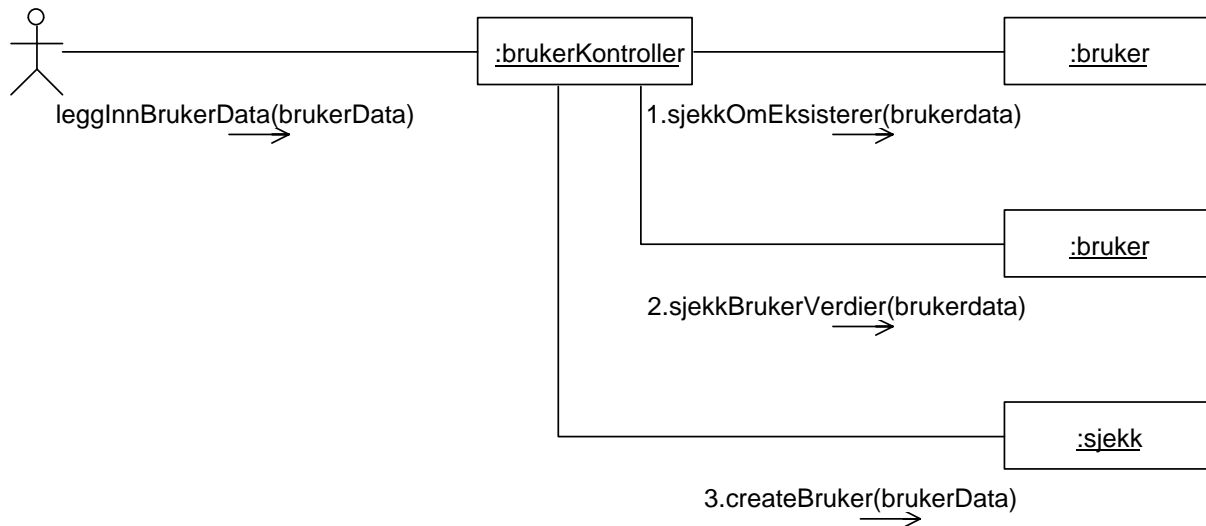 :brukerKontroller
:bruker
leggInnBrukerData(brukerData)
1.sjekkOmEksisterer(brukerdata)
:bruker
2.sjekkBrukerVerdier(brukerdata)
:sjekk
3.createBruker(brukerData)